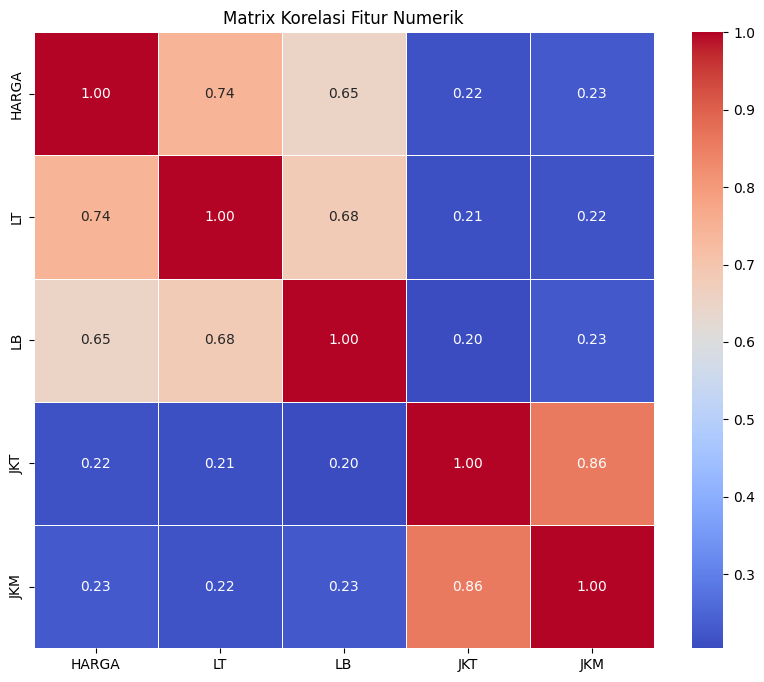 Matrix Korelasi Fitur Numerik
HARGA 1.00 0.74 0.65 0.22 0.23
LT 0.74 1.00 0.68 0.21 0.22
LB 0.65 0.68 1.00 0.20 0.23
JKT 0.22 0.21 0.20 1.00 0.86
JKM 0.23 0.22 0.23 0.86 1.00
HARGA LT LB JKT JKM
1.0
0.9
0.8
0.7
0.6
0.5
0.4
0.3